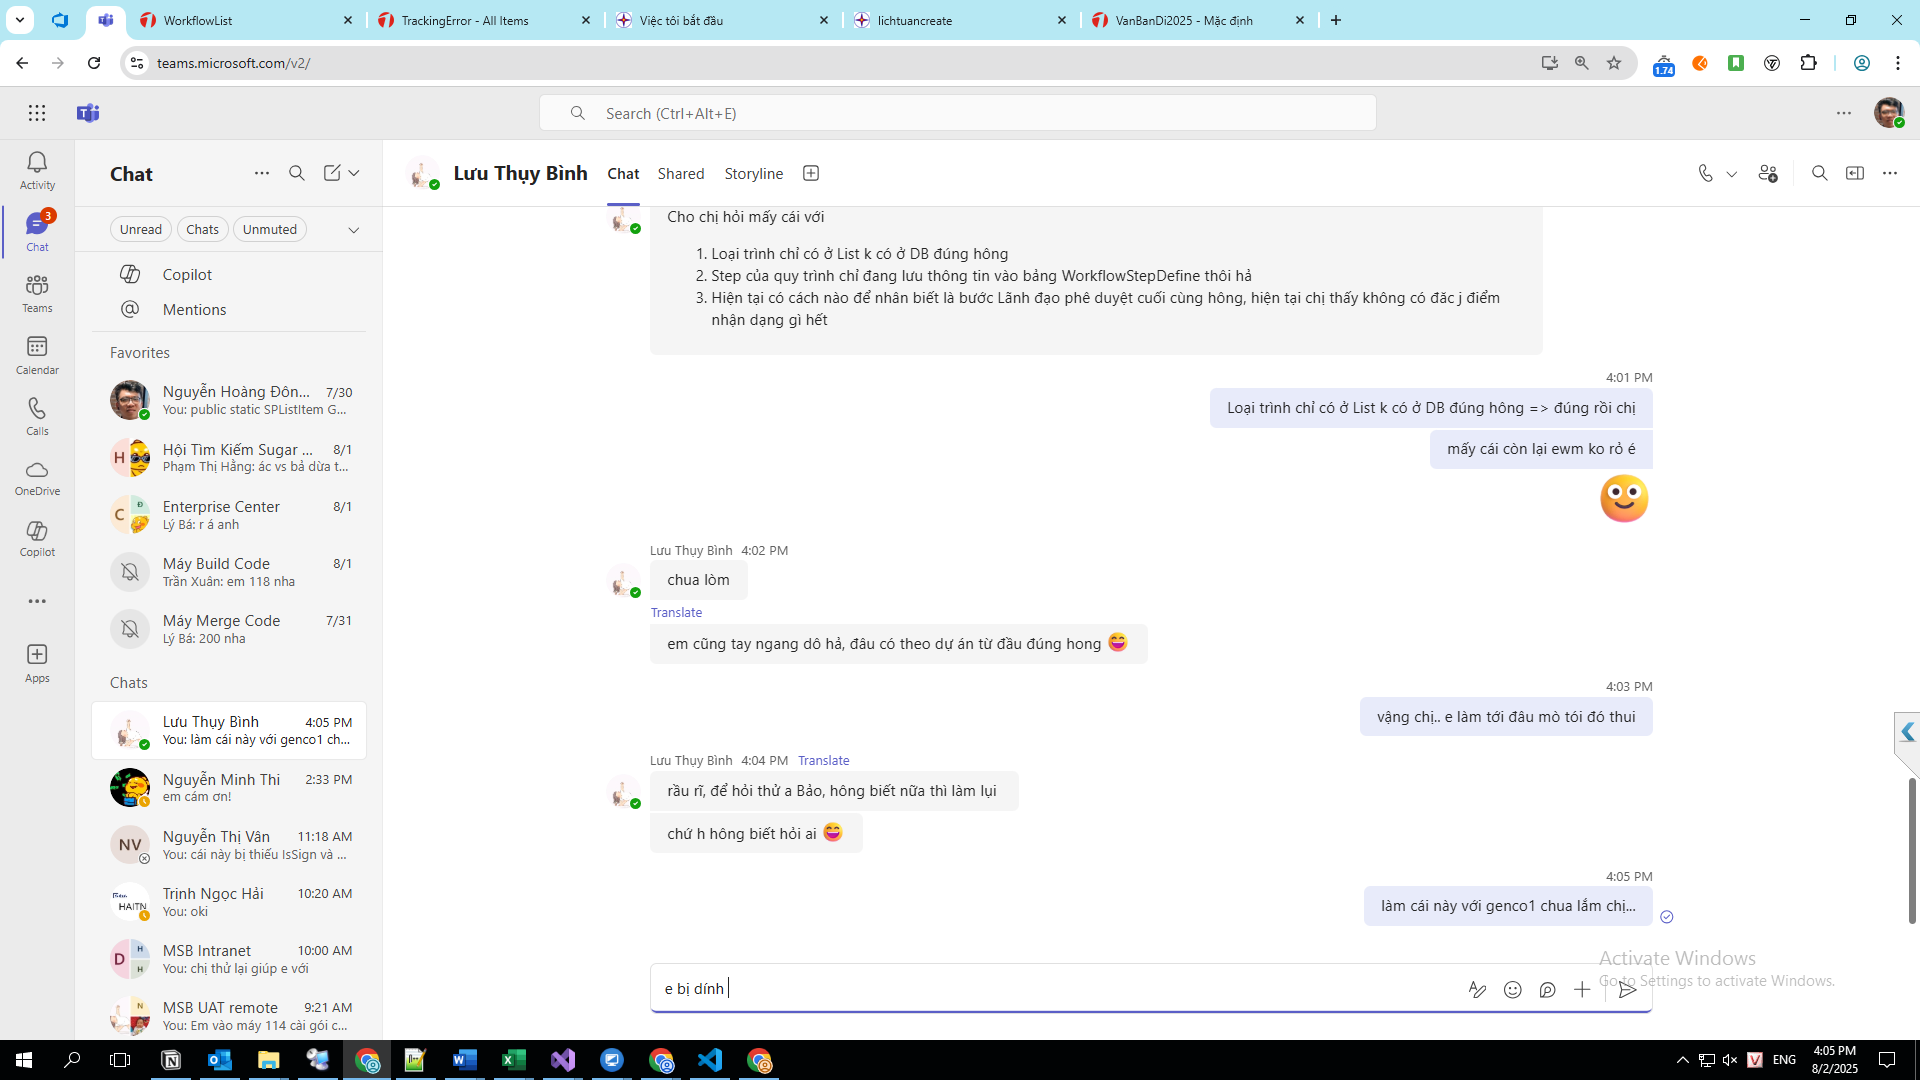 WorkflowList
TrackingError - All Items
Việc tôi bắt đầu
lichtuancreate
VanBanDi2025 - Mặc định
teams.microsoft.com/v2/
1.74
Search (Ctrl+Alt+E)
Activity
3
Chat
Teams
Calendar
Calls
OneDrive
Copilot
Apps
Chat
Unread
Chats
Unmuted
Copilot
Mentions
Favorites
Nguyễn Hoàng Đôn... 7/30
You: public static SPListItem G...
Hội Tìm Kiếm Sugar ... 8/1
Phạm Thị Hằng: ác vs bả dừa t...
Enterprise Center 8/1
Lý Bá: r á anh
Máy Build Code 8/1
Trần Xuân: em 118 nha
Máy Merge Code 7/31
Lý Bá: 200 nha
Chats
Lưu Thụy Bình 4:05 PM
You: làm cái này với genco1 ch...
Nguyễn Minh Thi 2:33 PM
em cám ơn!
NV
Nguyễn Thị Vân 11:18 AM
You: cái này bị thiếu IsSign và ...
HAITN
Trịnh Ngọc Hải 10:20 AM
You: oki
MSB Intranet 10:00 AM
You: chị thử lại giúp e với
MSB UAT remote 9:21 AM
You: Em vào máy 114 cài gói c...
Lưu Thụy Bình
Chat
Shared
Storyline
Cho chị hỏi mấy cái với
1. Loại trình chỉ có ở List k có ở DB đúng hông
2. Step của quy trình chỉ đang lưu thông tin vào bảng WorkflowStepDefine thôi hả
3. Hiện tại có cách nào để nhân biết là bước Lãnh đạo phê duyệt cuối cùng hông, hiện tại chị thấy không có đăc j điểm
nhận dạng gì hết
4:01 PM
Loại trình chỉ có ở List k có ở DB đúng hông => đúng rồi chị
mấy cái còn lại ewm ko rỏ é
Lưu Thụy Bình 4:02 PM
chua lòm
Translate
em cũng tay ngang dô hả, đâu có theo dự án từ đầu đúng hong
4:03 PM
vậng chị.. e làm tới đâu mò tói đó thui
Lưu Thụy Bình 4:04 PM Translate
rầu rĩ, để hỏi thử a Bảo, hông biết nữa thì làm lụi
chứ h hông biết hỏi ai
4:05 PM
làm cái này với genco1 chua lắm chị...
e bị dính
Activate Windows
Go to Settings to activate Windows.
ENG
4:05 PM
8/2/2025